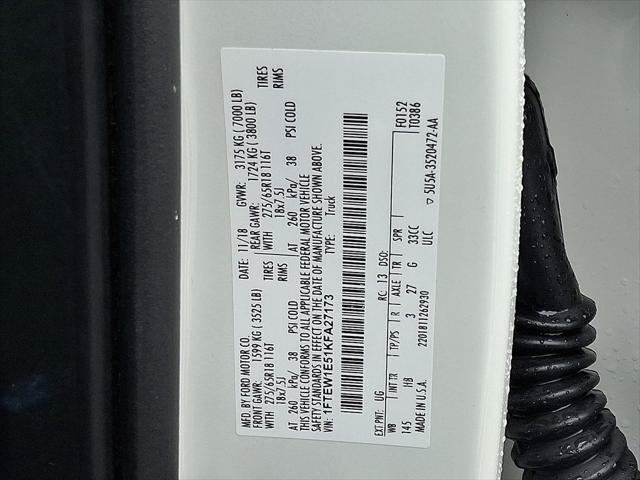 MFD. BY FORD MOTOR CO.
DATE: 11/18 GVWR: 3175 KG ( 7000 LB)
FRONT GAWR: 1599 KG ( 3525 LB) REAR GAWR: 1724 KG ( 3800 LB)
WITH 275/65R18 116T TIRES WITH 275/65R18 116T TIRES
18x7.5J RIMS 18x7.5J RIMS
AT 260 kPa/ 38 PSI COLD AT 260 kPa/ 38 PSI COLD
THIS VEHICLE CONFORMS TO ALL APPLICABLE FEDERAL MOTOR VEHICLE
SAFETY STANDARDS IN EFFECT ON THE DATE OF MANUFACTURE SHOWN ABOVE.
VIN: 1FTEW1E51KFA27173 TYPE: Truck
EXT PNT: UG RC: 13 DSO: F0152
T0386
WB INT TR TP/PS R AXLE TR SPR
145 HB 3 27 G 33CC
ULC
MADE IN U.S.A. 2201811262930 ▽ 5U5A-3520472-AA